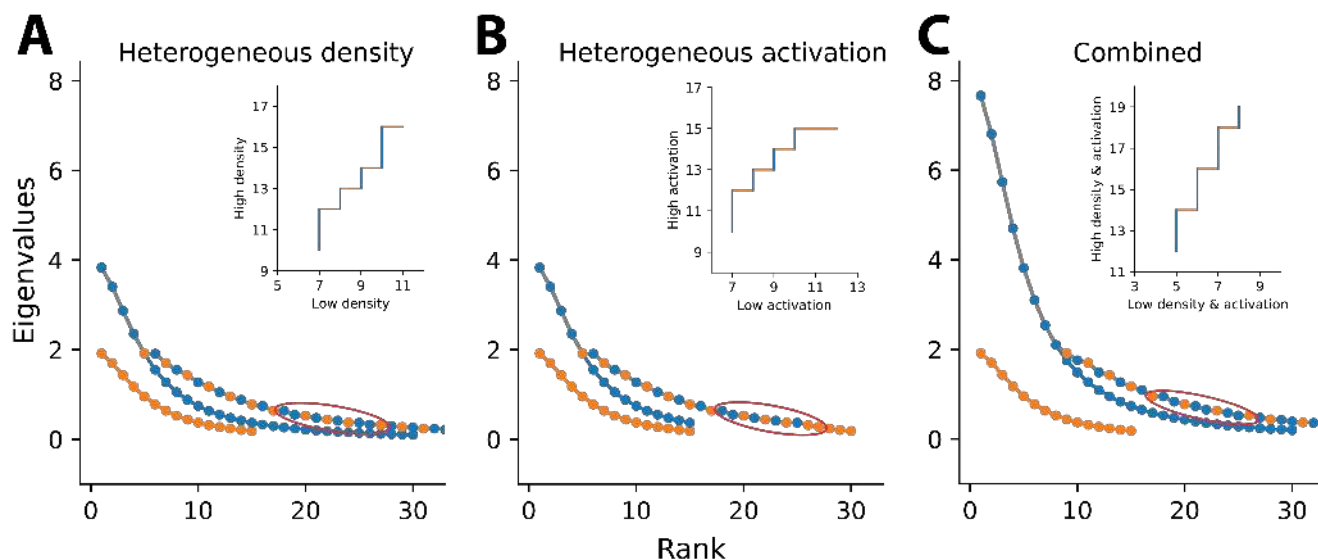 A
Heterogeneous density
Eigenvalues
8
6
4
2
0
0 10 20 30
High density
17
15
13
11
9
5 7 9 11
Low density
B
Heterogeneous activation
8
6
4
2
0
0 10 20 30
Rank
High activation
17
15
13
11
9
7 9 11 13
Low activation
C
Combined
8
6
4
2
0
0 10 20 30
High density & activation
19
17
15
13
11
3 5 7 9
Low density & activation